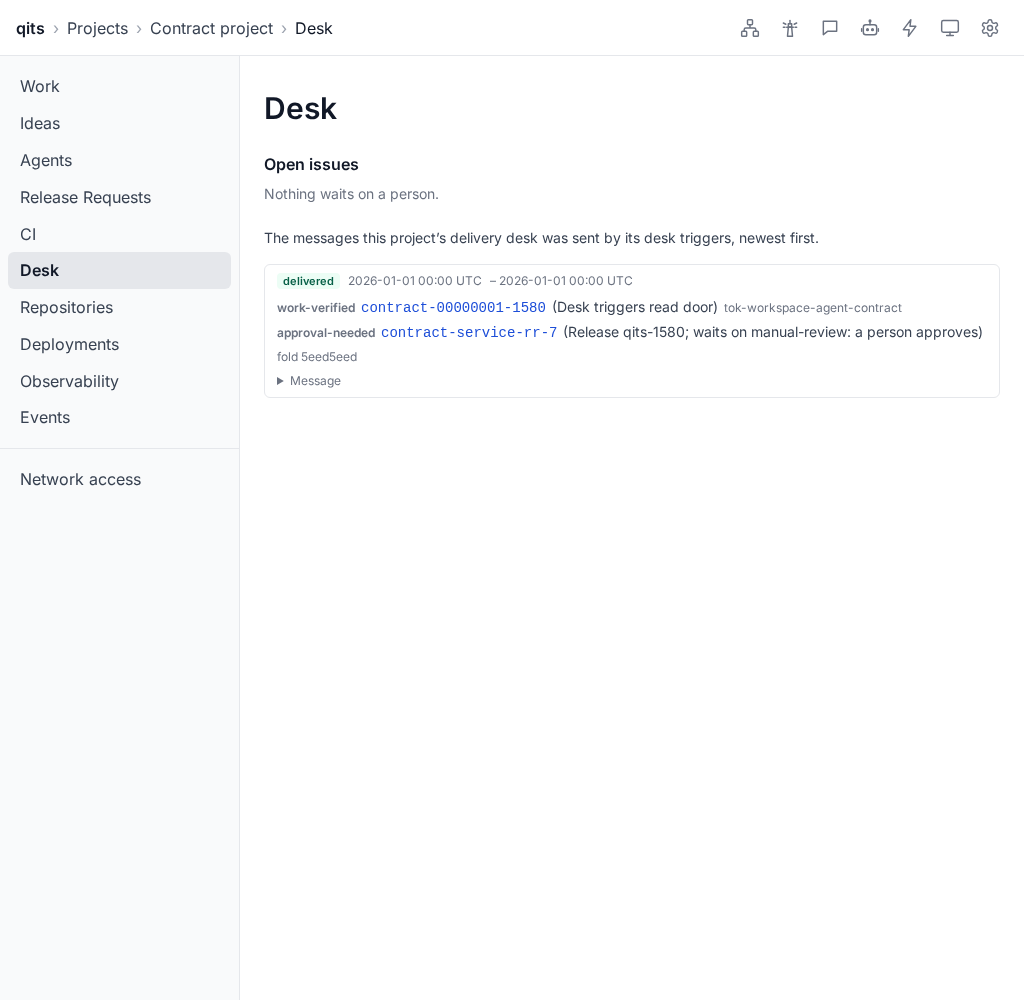 qits › Projects › Contract project › Desk
Work
Ideas
Agents
Release Requests
CI
Desk
Repositories
Deployments
Observability
Events
Network access
Desk
Open issues
Nothing waits on a person.
The messages this project’s delivery desk was sent by its desk triggers, newest first.
delivered 2026-01-01 00:00 UTC – 2026-01-01 00:00 UTC
work-verified contract-00000001-1580 (Desk triggers read door) tok-workspace-agent-contract
approval-needed contract-service-rr-7 (Release qits-1580; waits on manual-review: a person approves)
fold 5eed5eed
Message